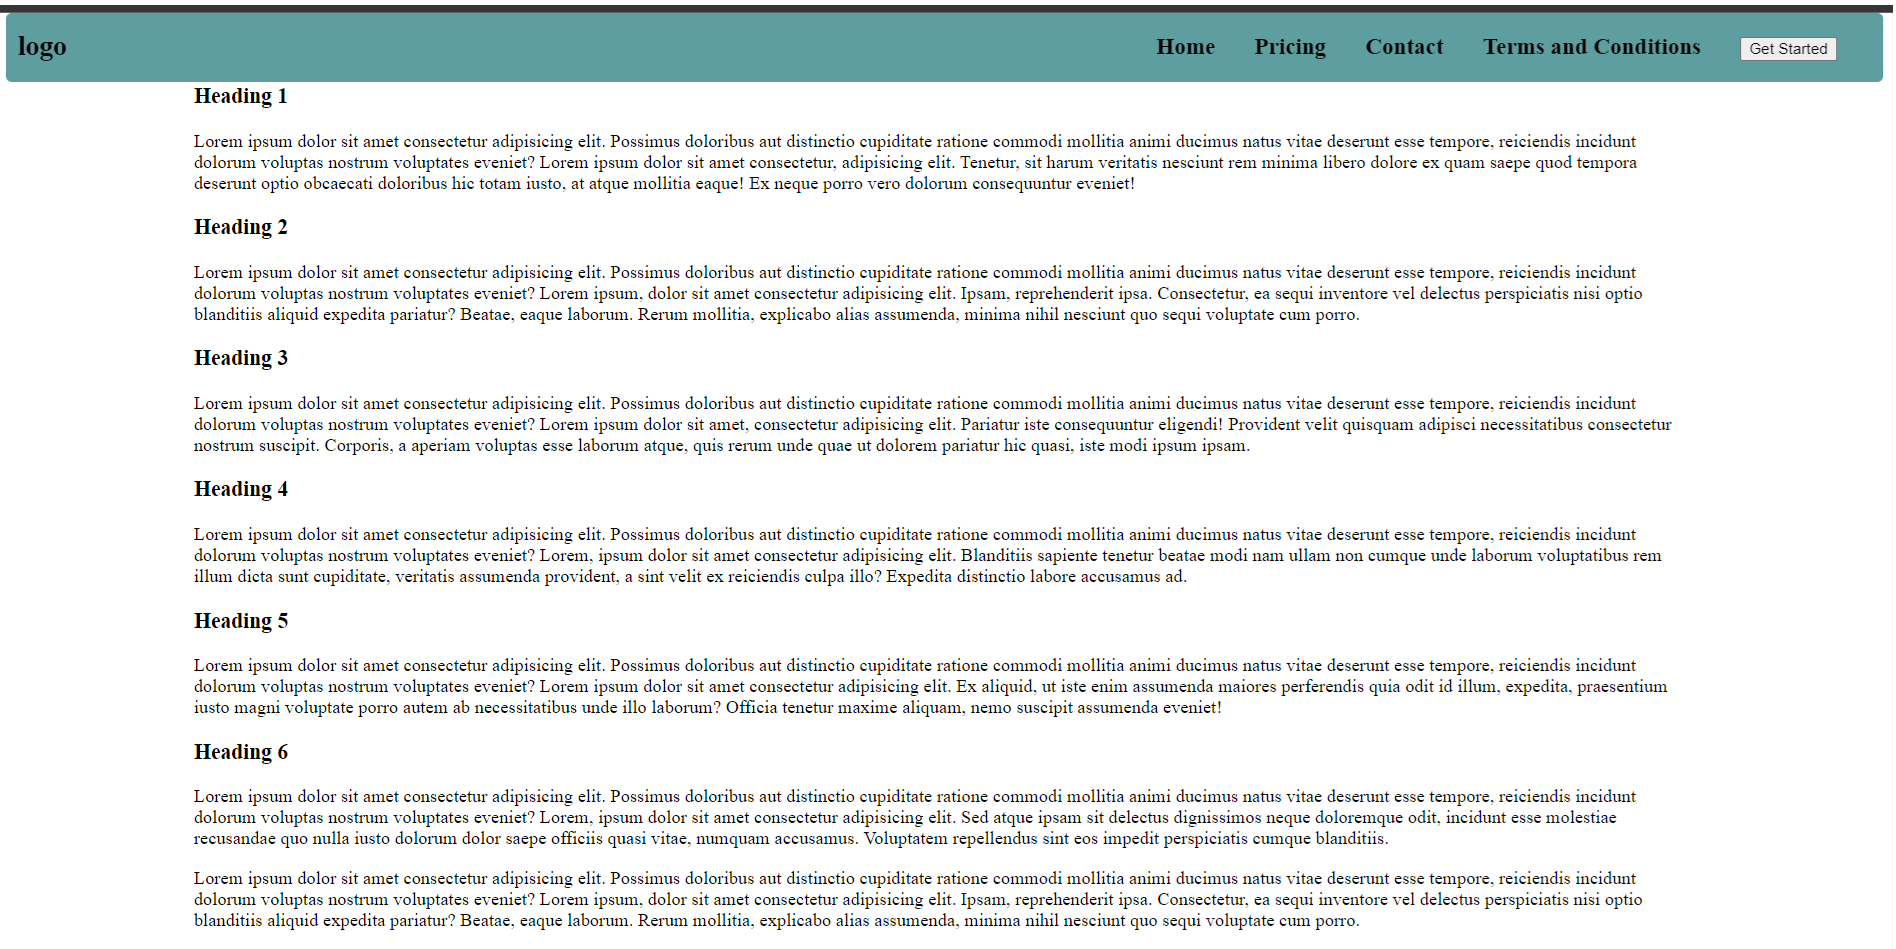 logo
Home Pricing Contact Terms and Conditions Get Started
Heading 1
Lorem ipsum dolor sit amet consectetur adipisicing elit. Possimus doloribus aut distinctio cupiditate ratione commodi mollitia animi ducimus natus vitae deserunt esse tempore, reiciendis incidunt
dolorum voluptas nostrum voluptates eveniet? Lorem ipsum dolor sit amet consectetur, adipisicing elit. Tenetur, sit harum veritatis nesciunt rem minima libero dolore ex quam saepe quod tempora
deserunt optio obcaecati doloribus hic totam iusto, at atque mollitia eaque! Ex neque porro vero dolorum consequuntur eveniet!
Heading 2
Lorem ipsum dolor sit amet consectetur adipisicing elit. Possimus doloribus aut distinctio cupiditate ratione commodi mollitia animi ducimus natus vitae deserunt esse tempore, reiciendis incidunt
dolorum voluptas nostrum voluptates eveniet? Lorem ipsum, dolor sit amet consectetur adipisicing elit. Ipsam, reprehenderit ipsa. Consectetur, ea sequi inventore vel delectus perspiciatis nisi optio
blanditiis aliquid expedita pariatur? Beatae, eaque laborum. Rerum mollitia, explicabo alias assumenda, minima nihil nesciunt quo sequi voluptate cum porro.
Heading 3
Lorem ipsum dolor sit amet consectetur adipisicing elit. Possimus doloribus aut distinctio cupiditate ratione commodi mollitia animi ducimus natus vitae deserunt esse tempore, reiciendis incidunt
dolorum voluptas nostrum voluptates eveniet? Lorem ipsum dolor sit amet, consectetur adipisicing elit. Pariatur iste consequuntur eligendi! Provident velit quisquam adipisci necessitatibus consectetur
nostrum suscipit. Corporis, a aperiam voluptas esse laborum atque, quis rerum unde quae ut dolorem pariatur hic quasi, iste modi ipsum ipsam.
Heading 4
Lorem ipsum dolor sit amet consectetur adipisicing elit. Possimus doloribus aut distinctio cupiditate ratione commodi mollitia animi ducimus natus vitae deserunt esse tempore, reiciendis incidunt
dolorum voluptas nostrum voluptates eveniet? Lorem, ipsum dolor sit amet consectetur adipisicing elit. Blanditiis sapiente tenetur beatae modi nam ullam non cumque unde laborum voluptatibus rem
illum dicta sunt cupiditate, veritatis assumenda provident, a sint velit ex reiciendis culpa illo? Expedita distinctio labore accusamus ad.
Heading 5
Lorem ipsum dolor sit amet consectetur adipisicing elit. Possimus doloribus aut distinctio cupiditate ratione commodi mollitia animi ducimus natus vitae deserunt esse tempore, reiciendis incidunt
dolorum voluptas nostrum voluptates eveniet? Lorem ipsum dolor sit amet consectetur adipisicing elit. Ex aliquid, ut iste enim assumenda maiores perferendis quia odit id illum, expedita, praesentium
iusto magni voluptate porro autem ab necessitatibus unde illo laborum? Officia tenetur maxime aliquam, nemo suscipit assumenda eveniet!
Heading 6
Lorem ipsum dolor sit amet consectetur adipisicing elit. Possimus doloribus aut distinctio cupiditate ratione commodi mollitia animi ducimus natus vitae deserunt esse tempore, reiciendis incidunt
dolorum voluptas nostrum voluptates eveniet? Lorem, ipsum dolor sit amet consectetur adipisicing elit. Sed atque ipsam sit delectus dignissimos neque doloremque odit, incidunt esse molestiae
recusandae quo nulla iusto dolorum dolor saepe officiis quasi vitae, numquam accusamus. Voluptatem repellendus sint eos impedit perspiciatis cumque blanditiis.
Lorem ipsum dolor sit amet consectetur adipisicing elit. Possimus doloribus aut distinctio cupiditate ratione commodi mollitia animi ducimus natus vitae deserunt esse tempore, reiciendis incidunt
dolorum voluptas nostrum voluptates eveniet? Lorem ipsum, dolor sit amet consectetur adipisicing elit. Ipsam, reprehenderit ipsa. Consectetur, ea sequi inventore vel delectus perspiciatis nisi optio
blanditiis aliquid expedita pariatur? Beatae, eaque laborum. Rerum mollitia, explicabo alias assumenda, minima nihil nesciunt quo sequi voluptate cum porro.